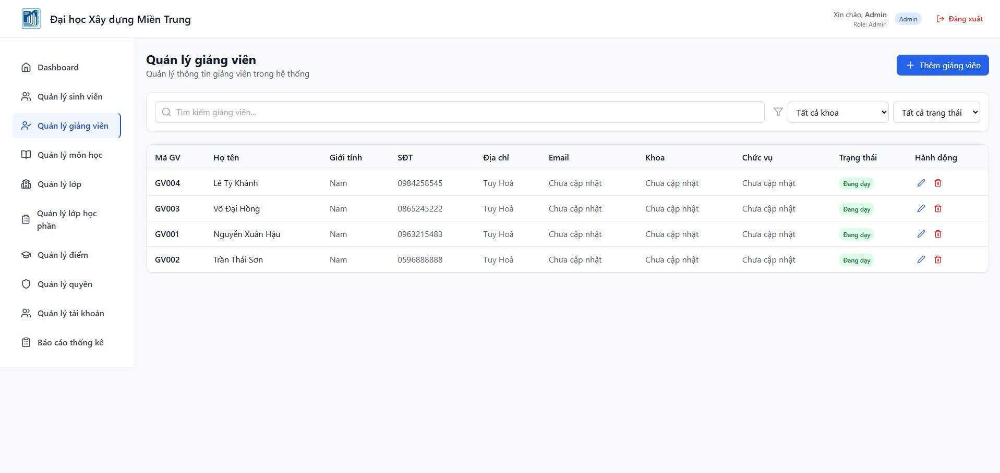 Đại học Xây dựng Miền Trung
Xin chào, Admin
Role: Admin
Admin
Đăng xuất
Dashboard
Quản lý sinh viên
Quản lý giảng viên
Quản lý môn học
Quản lý lớp
Quản lý lớp học
phần
Quản lý điểm
Quản lý quyền
Quản lý tài khoản
Báo cáo thống kê
Quản lý giảng viên
Quản lý thông tin giảng viên trong hệ thống
Thêm giảng viên
Tìm kiếm giảng viên...
Tất cả khoa
Tất cả trạng thái
Mã GV Họ tên Giới tính SĐT Địa chỉ Email Khoa Chức vụ Trạng thái Hành động
GV004 Lê Tỷ Khánh Nam 0984258545 Tuy Hoà Chưa cập nhật Chưa cập nhật Chưa cập nhật Đang dạy
GV003 Võ Đại Hồng Nam 0865245222 Tuy Hoà Chưa cập nhật Chưa cập nhật Chưa cập nhật Đang dạy
GV001 Nguyễn Xuân Hậu Nam 0963215483 Tuy Hoà Chưa cập nhật Chưa cập nhật Chưa cập nhật Đang dạy
GV002 Trần Thái Sơn Nam 0596888888 Tuy Hoà Chưa cập nhật Chưa cập nhật Chưa cập nhật Đang dạy